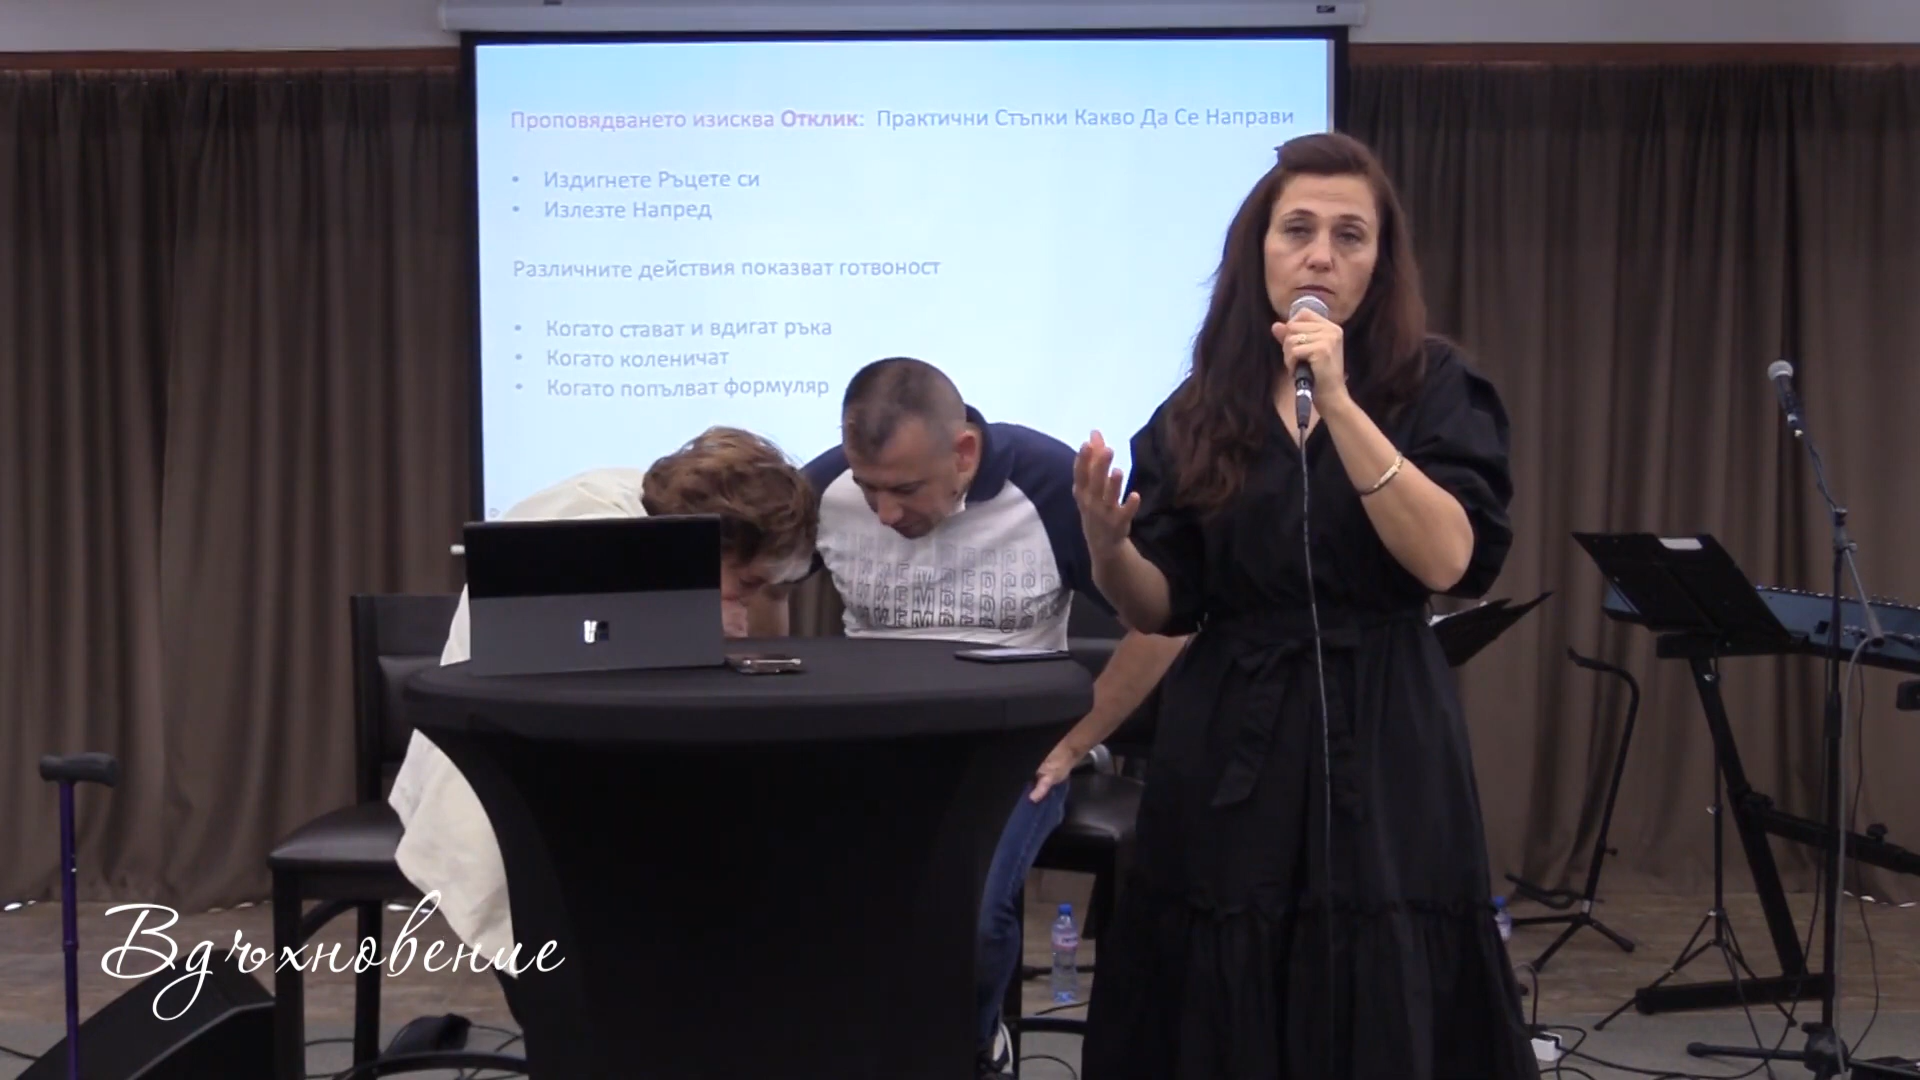 Проповядването изисква Отклик: Практични Стъпки Какво Да Се Направи
• Издигнете Ръцете си
• Излезте Напред
Различните действия показват готвоност
• Когато стават и вдигат ръка
• Когато коленичат
• Когато попълват формуляр
Вдъхновение